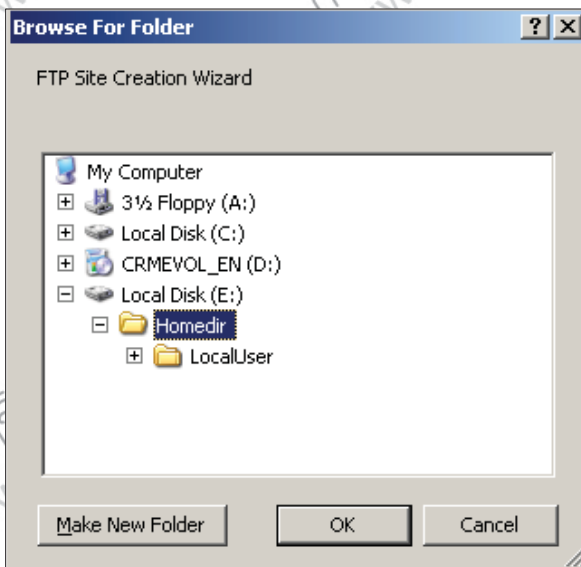 Browse For Folder
FTP Site Creation Wizard
My Computer
3½ Floppy (A:)
Local Disk (C:)
CRMEVOL_EN (D:)
Local Disk (E:)
Homedir
LocalUser
Make New Folder OK Cancel